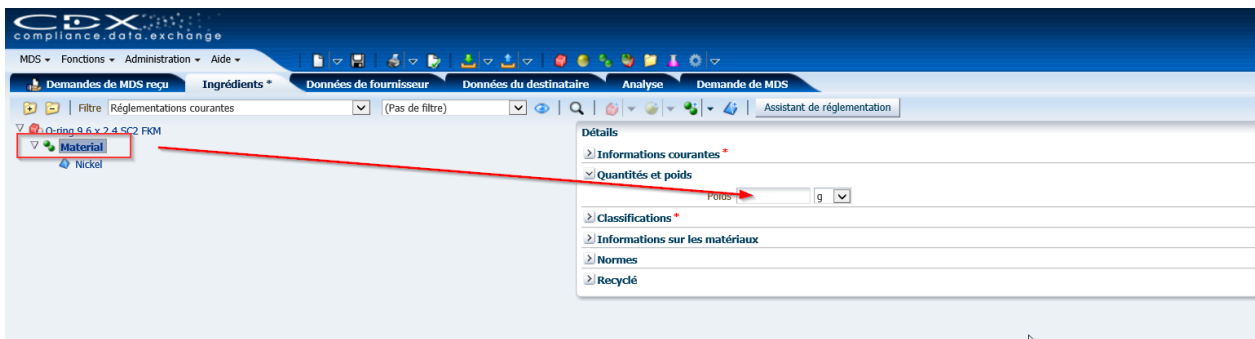 CDX
compliance.data.exchange
MDS Fonctions Administration Aide
Demandes de MDS reçu Ingrédients * Données de fournisseur Données du destinataire Analyse Demande de MDS
Filtre Réglementations courantes (Pas de filtre) Assistant de réglementation
O-ring 9.6 x 2.4 SC2 FKM
Material
Nickel
Détails
Informations courantes *
Quantités et poids
Poids g
Classifications *
Informations sur les matériaux
Normes
Recyclé